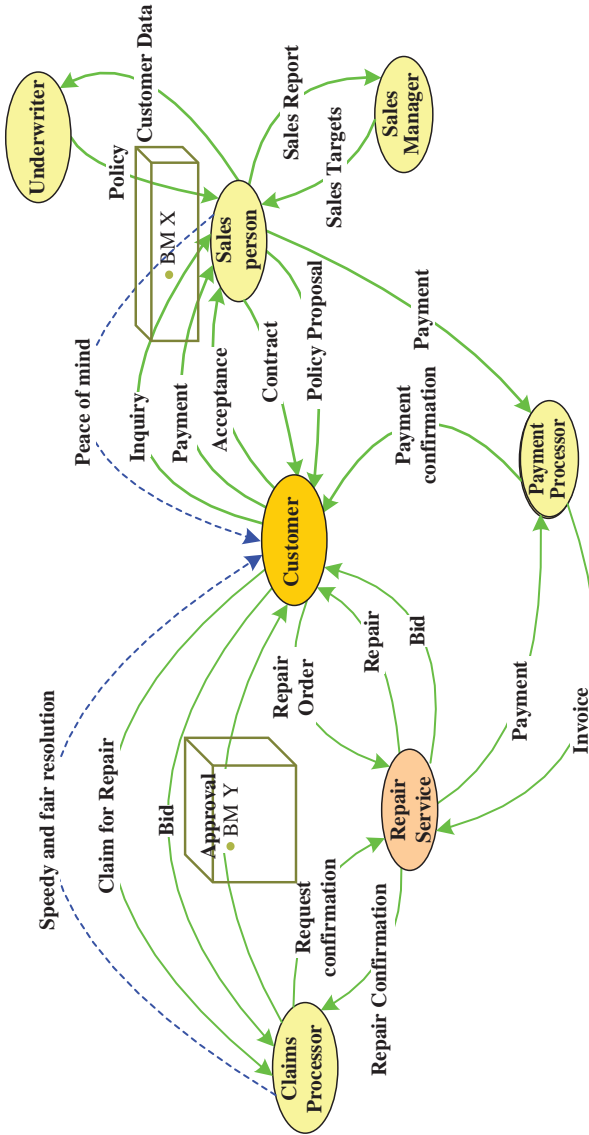 Underwriter
Policy
Customer Data
BM X
Sales
person
Sales Report
Sales Targets
Sales
Manager
Peace of mind
Inquiry
Payment
Acceptance
Contract
Policy Proposal
Payment
Payment
confirmation
Customer
Payment
Processor
Speedy and fair resolution
Claim for Repair
Bid
Approval
BM Y
Repair
Order
Repair
Bid
Payment
Invoice
Repair
Service
Request
confirmation
Repair Confirmation
Claims
Processor